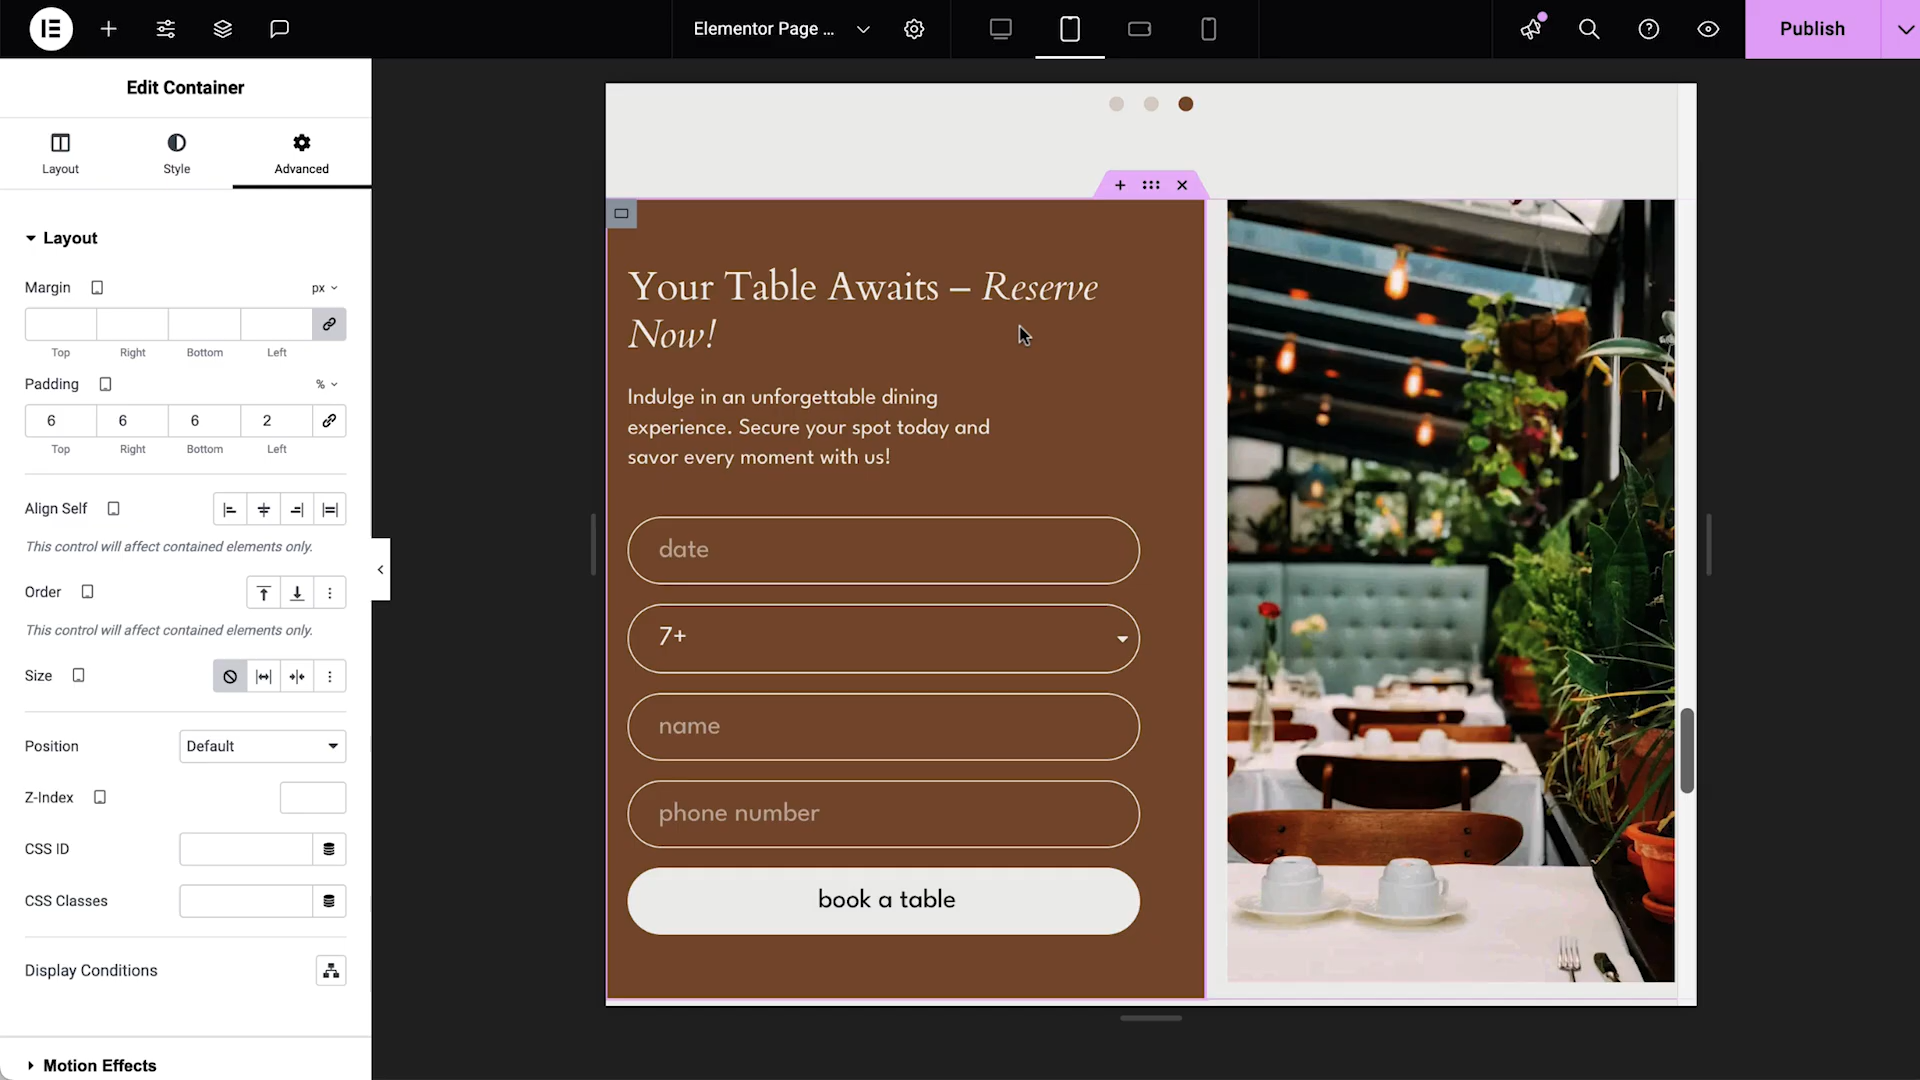 Elementor Page ...
Publish
Edit Container
Layout
Style
Advanced
Layout
Margin
px
Top
Right
Bottom
Left
Padding
%
6
6
6
2
Top
Right
Bottom
Left
Align Self
This control will affect contained elements only.
Order
This control will affect contained elements only.
Size
Position
Default
Z-Index
CSS ID
CSS Classes
Display Conditions
Motion Effects
Your Table Awaits – Reserve
Now!
Indulge in an unforgettable dining
experience. Secure your spot today and
savor every moment with us!
date
7+
name
phone number
book a table